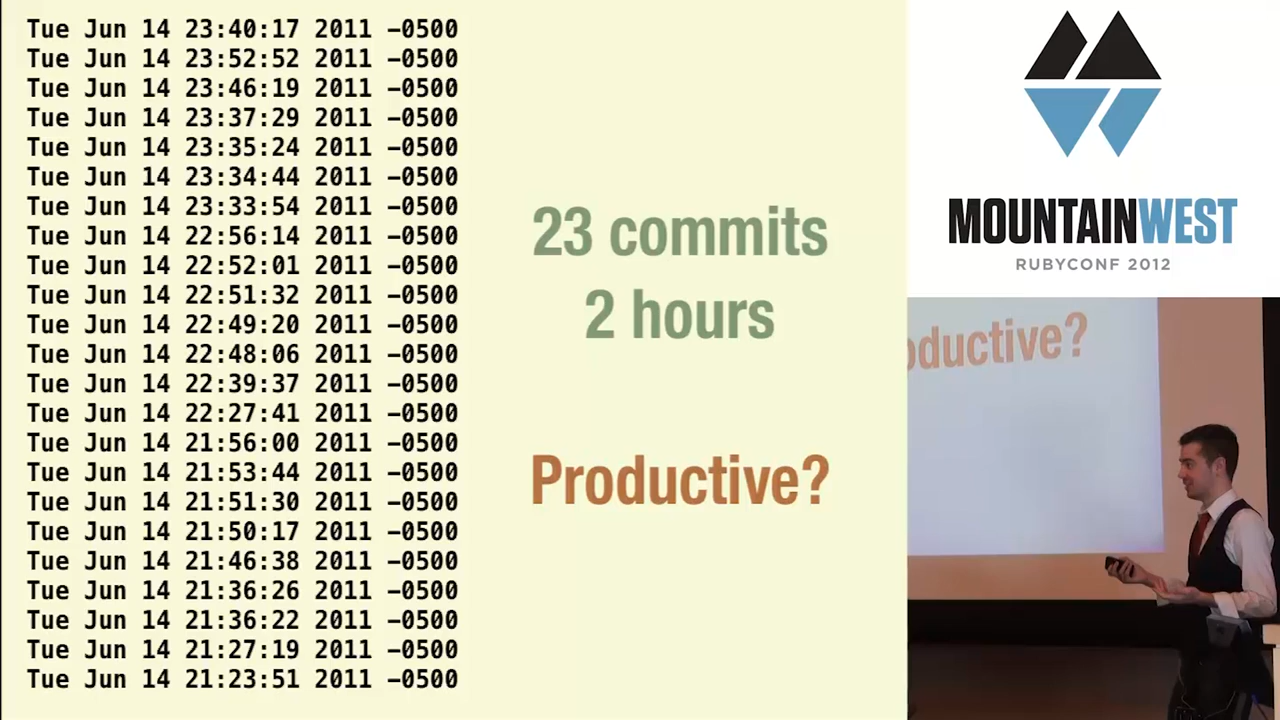 Tue Jun 14 23:40:17 2011 -0500
Tue Jun 14 23:52:52 2011 -0500
Tue Jun 14 23:46:19 2011 -0500
Tue Jun 14 23:37:29 2011 -0500
Tue Jun 14 23:35:24 2011 -0500
Tue Jun 14 23:34:44 2011 -0500
Tue Jun 14 23:33:54 2011 -0500
Tue Jun 14 22:56:14 2011 -0500
Tue Jun 14 22:52:01 2011 -0500
Tue Jun 14 22:51:32 2011 -0500
Tue Jun 14 22:49:20 2011 -0500
Tue Jun 14 22:48:06 2011 -0500
Tue Jun 14 22:39:37 2011 -0500
Tue Jun 14 22:27:41 2011 -0500
Tue Jun 14 21:56:00 2011 -0500
Tue Jun 14 21:53:44 2011 -0500
Tue Jun 14 21:51:30 2011 -0500
Tue Jun 14 21:50:17 2011 -0500
Tue Jun 14 21:46:38 2011 -0500
Tue Jun 14 21:36:26 2011 -0500
Tue Jun 14 21:36:22 2011 -0500
Tue Jun 14 21:27:19 2011 -0500
Tue Jun 14 21:23:51 2011 -0500
23 commits
2 hours
Productive?
MOUNTAINWEST
RUBYCONF 2012
oductive?